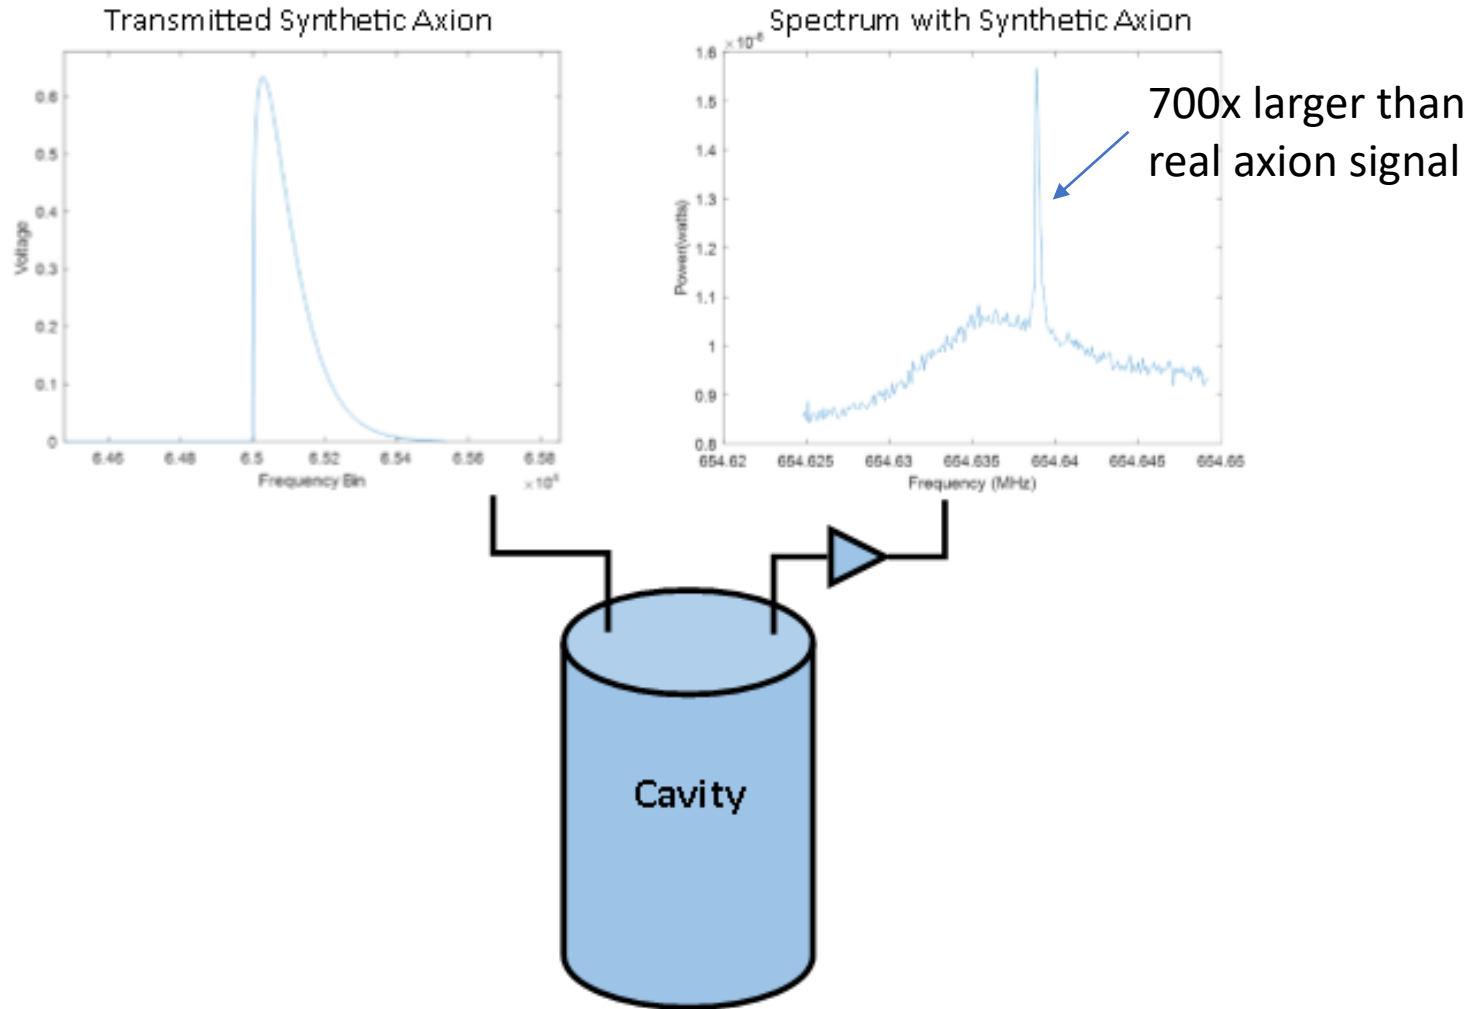 Transmitted Synthetic Axion
0.6
0.5
0.4
0.3
0.2
0.1
0
Voltage
6.46 6.48 6.5 6.52 6.54 6.56 6.58
Frequency Bin
Spectrum with Synthetic Axion
1.6
1.5
1.4
1.3
1.2
1.1
1
0.9
0.8
Power(watts)
654.62 654.625 654.63 654.635 654.64 654.645 654.65
Frequency (MHz)
700x larger than
real axion signal
Cavity